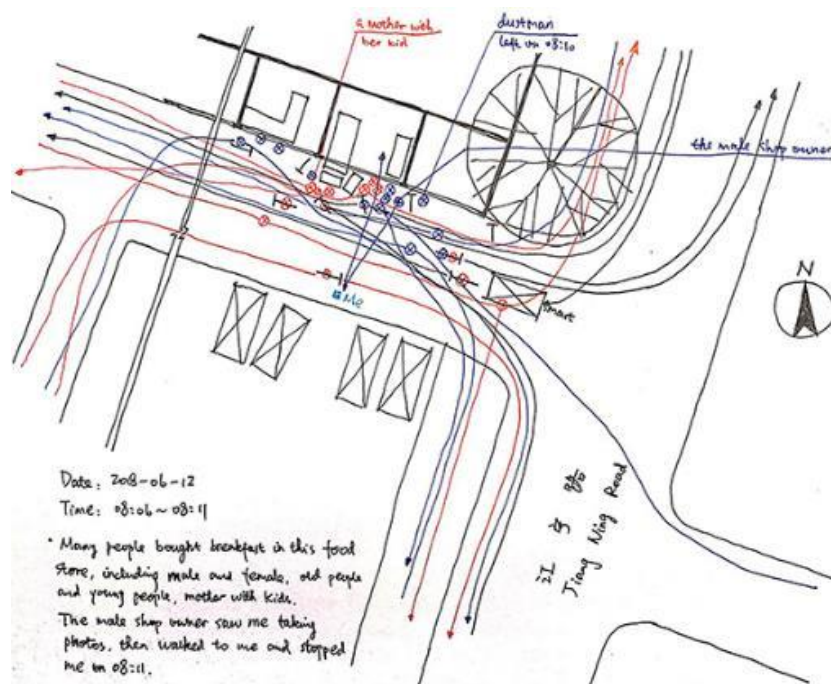 a mother with
her kid
dustman
left on 08:10
the male shop owner
Me
smart
N
江宁路
Jiang Ning Road
Date: 208-06-12
Time: 08:06~08:11
• Many people bought breakfast in this food
store, including male and female, old people
and young people, mother with kids.
The male shop owner saw me taking
photos, then walked to me and stopped
me on 08:11.